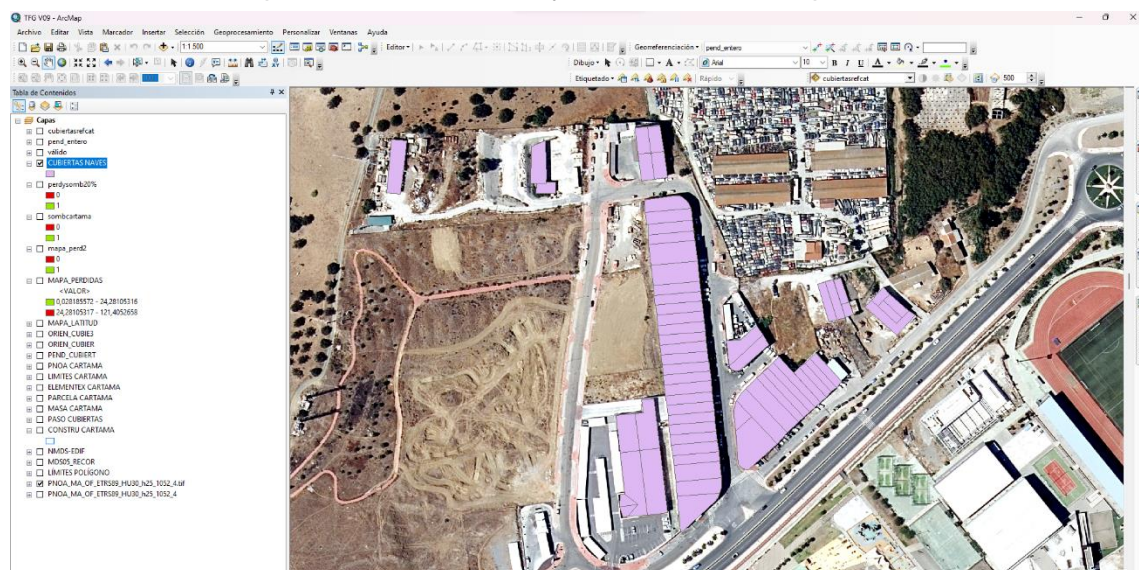 TFG V09 - ArcMap
Archivo Editar Vista Marcador Insertar Selección Geoprocesamiento Personalizar Ventanas Ayuda
1:1 500 Editor Georreferenciación pend_entero
Dibujo Arial 10 N K S A
Etiquetado Rápido cubiertasrefcat 500
Tabla de Contenidos
Capas
cubiertasrefcat
pend_entero
válido
CUBIERTAS NAVES
perdysomb20%
0
1
sombcartama
0
1
mapa_perd2
0
1
MAPA_PERDIDAS
<VALOR>
0,028185572 - 24,28105316
24,28105317 - 121,4052658
MAPA_LATITUD
ORIEN_CUBIE3
ORIEN_CUBIER
PEND_CUBIERT
PNOA CARTAMA
LIMITES CARTAMA
ELEMENTEX CARTAMA
PARCELA CARTAMA
MASA CARTAMA
PASO CUBIERTAS
CONSTRU CARTAMA
NMDS-EDIF
MDS05_RECOR
LÍMITES POLÍGONO
PNOA_MA_OF_ETRS89_HU30_h25_1052_4.tif
PNOA_MA_OF_ETRS89_HU30_h25_1052_4